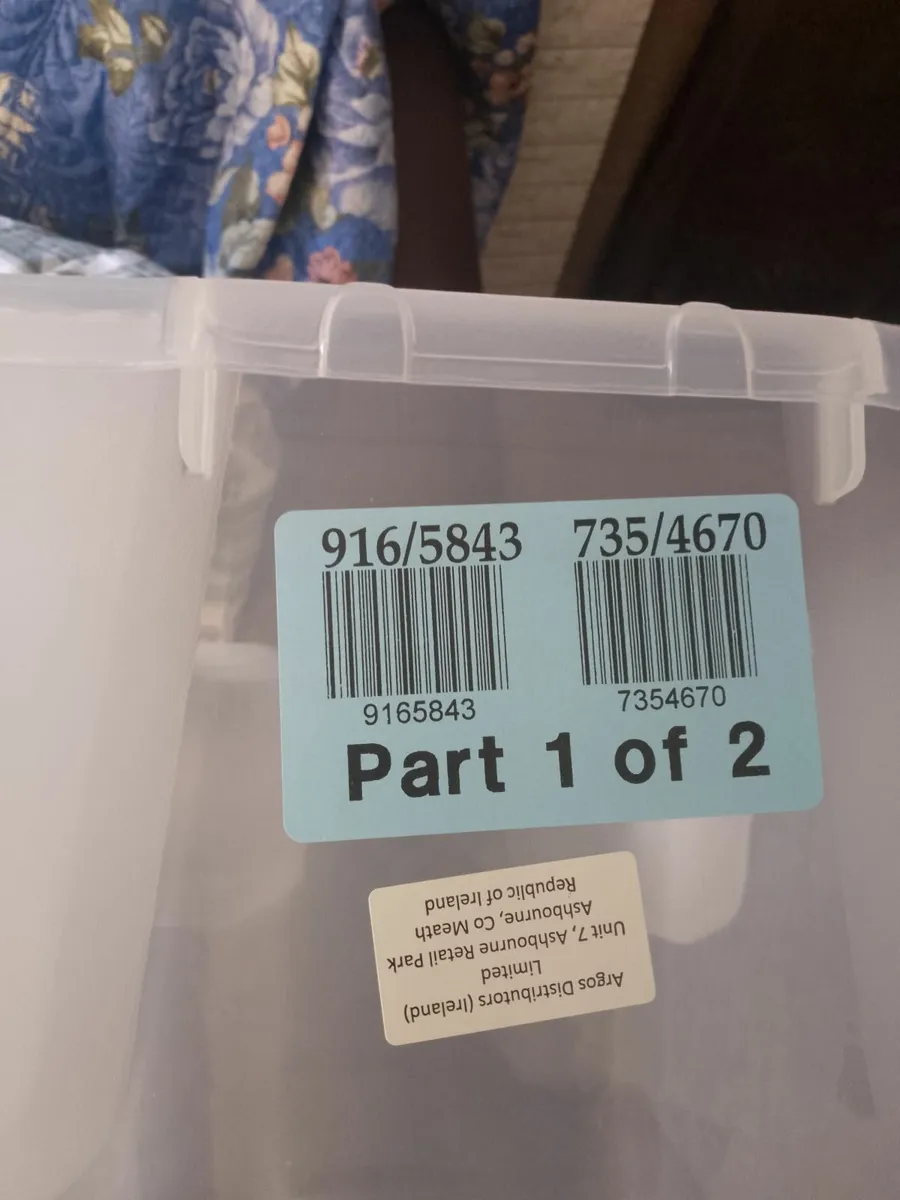 916/5843 735/4670
9165843 7354670
Part 1 of 2
Argos Distributors (Ireland)
Limited
Unit 7, Ashbourne Retail Park
Ashbourne, Co Meath
Republic of Ireland